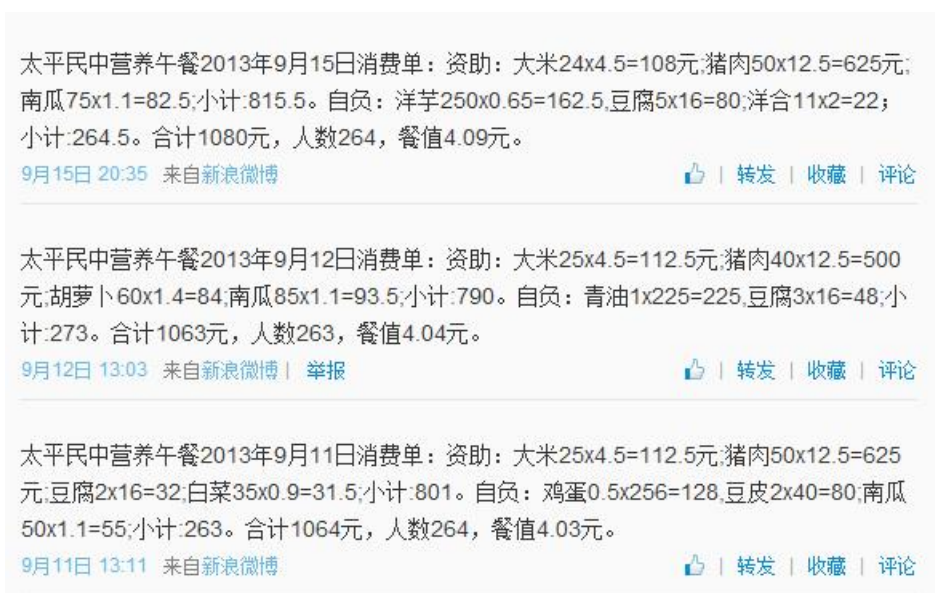 太平民中营养午餐2013年9月15日消费单：资助：大米24x4.5=108元;猪肉50x12.5=625元;
南瓜75x1.1=82.5;小计:815.5。自负：洋芋250x0.65=162.5,豆腐5x16=80;洋合11x2=22；
小计:264.5。合计1080元，人数264，餐值4.09元。
9月15日 20:35 来自新浪微博 | 转发 | 收藏 | 评论
太平民中营养午餐2013年9月12日消费单：资助：大米25x4.5=112.5元;猪肉40x12.5=500
元;胡萝卜60x1.4=84;南瓜85x1.1=93.5;小计:790。自负：青油1x225=225,豆腐3x16=48;小
计:273。合计1063元，人数263，餐值4.04元。
9月12日 13:03 来自新浪微博 | 举报 | 转发 | 收藏 | 评论
太平民中营养午餐2013年9月11日消费单：资助：大米25x4.5=112.5元;猪肉50x12.5=625
元;豆腐2x16=32;白菜35x0.9=31.5;小计:801。自负：鸡蛋0.5x256=128,豆皮2x40=80;南瓜
50x1.1=55;小计:263。合计1064元，人数264，餐值4.03元。
9月11日 13:11 来自新浪微博 | 转发 | 收藏 | 评论